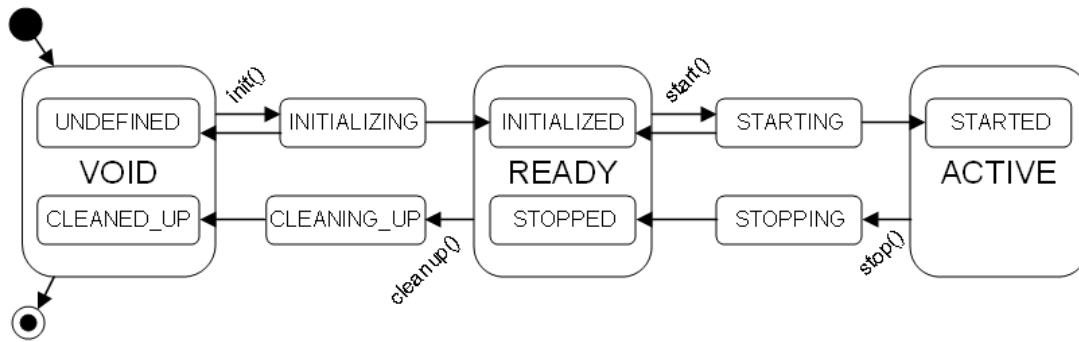 init()
start()
UNDEFINED
INITIALIZING
INITIALIZED
STARTING
STARTED
VOID
READY
ACTIVE
CLEANED_UP
CLEANING_UP
STOPPED
STOPPING
cleanup()
stop()